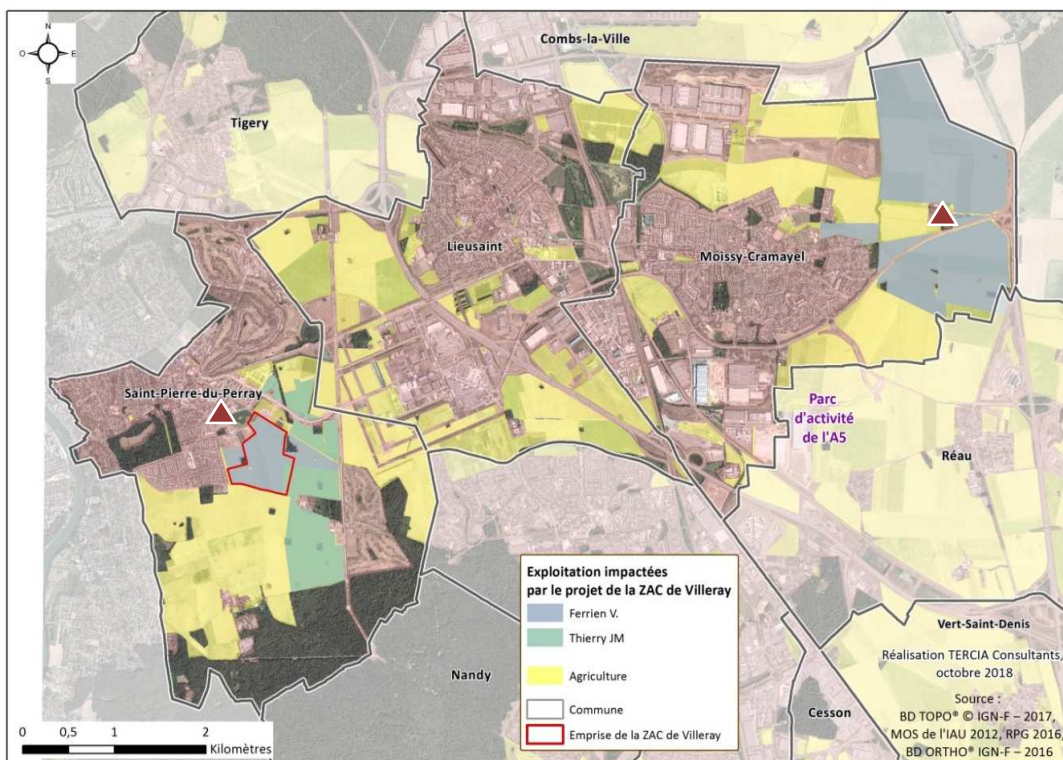 N
O
E
S
Combs-la-Ville
Tigery
Lieusaint
Moissy-Cramayel
Saint-Pierre-du-Perray
Parc
d'activité
de l'A5
Réau
Exploitation impactées
par le projet de la ZAC de Villeray
Ferrien V.
Thierry JM
Agriculture
Commune
Emprise de la ZAC de Villeray
Nandy
Cesson
Vert-Saint-Denis
Réalisation TERCIA Consultants,
octobre 2018
Source :
BD TOPO® © IGN-F – 2017,
MOS de l'IAU 2012, RPG 2016,
BD ORTHO® IGN-F – 2016
0 0,5 1 2
Kilomètres